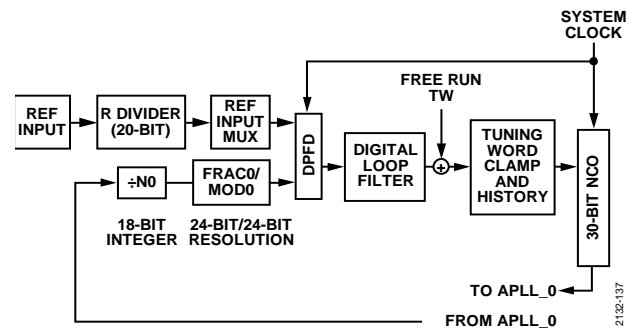 SYSTEM
CLOCK
FREE RUN
TW
REF
INPUT
R DIVIDER
(20-BIT)
REF
INPUT
MUX
DPFD
DIGITAL
LOOP
FILTER
+
TUNING
WORD
CLAMP
AND
HISTORY
30-BIT NCO
÷N0
FRAC0/
MOD0
18-BIT
INTEGER
24-BIT/24-BIT
RESOLUTION
TO APLL_0
FROM APLL_0
2132-137